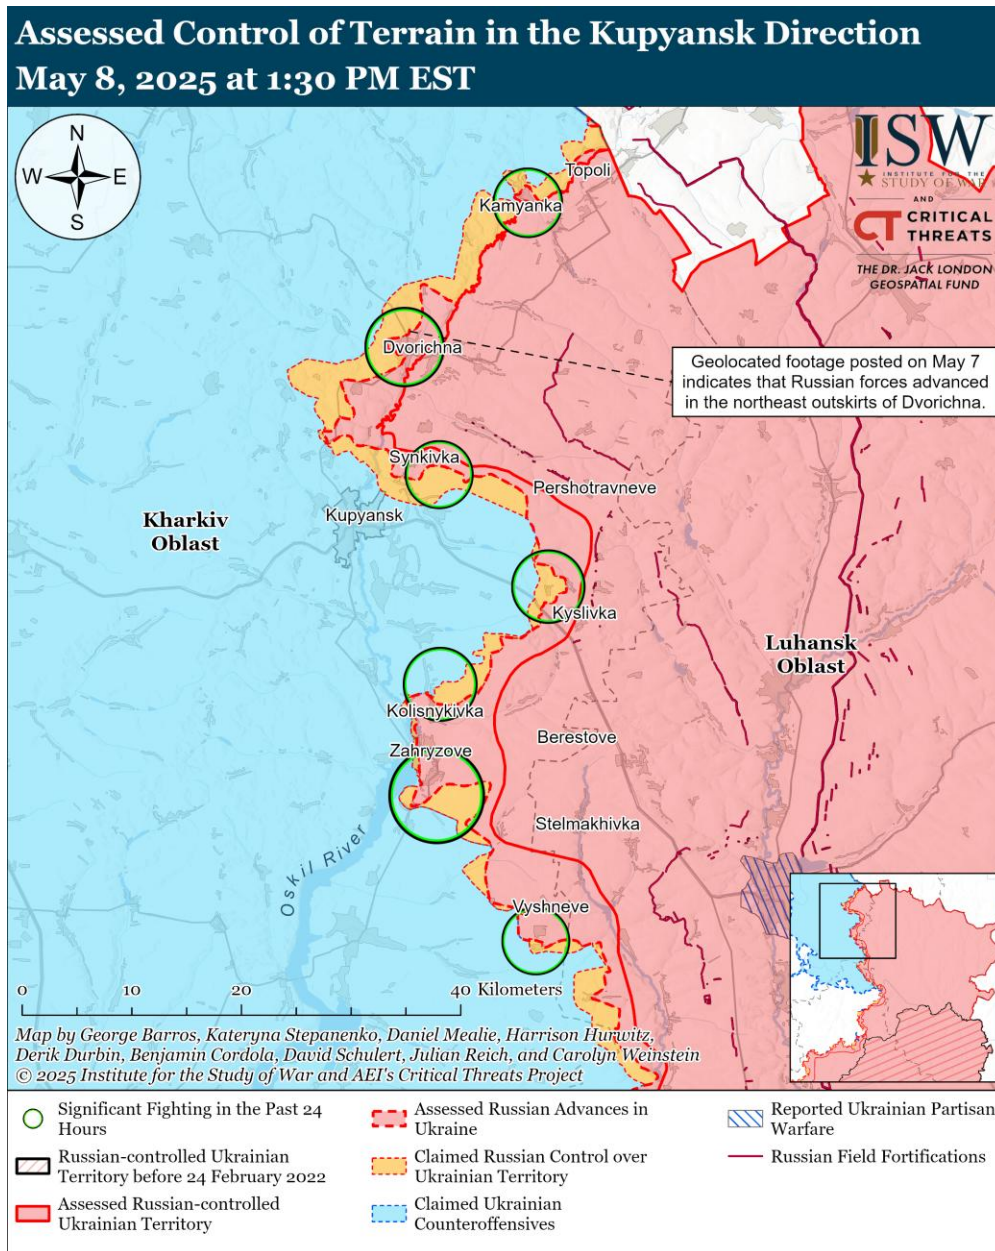 Assessed Control of Terrain in the Kupyansk Direction
May 8, 2025 at 1:30 PM EST
N
W
E
S
ISW
INSTITUTE FOR THE
STUDY OF WAR
AND
CT CRITICAL
THREATS
THE DR. JACK LONDON
GEOSPATIAL FUND
Topoli
Kamyanka
Dvorichna
Geolocated footage posted on May 7
indicates that Russian forces advanced
in the northeast outskirts of Dvorichna.
Synkivka
Pershotravneve
Kupyansk
Kharkiv
Oblast
Kyslivka
Luhansk
Oblast
Kolisnykivka
Berestove
Zahryzove
Stelmakhivka
Oskil River
Vyshneve
0 10 20 40 Kilometers
Map by George Barros, Kateryna Stepanenko, Daniel Mealie, Harrison Hurwitz,
Derik Durbin, Benjamin Cordola, David Schulert, Julian Reich, and Carolyn Weinstein
© 2025 Institute for the Study of War and AEI's Critical Threats Project
Significant Fighting in the Past 24
Hours
Russian-controlled Ukrainian
Territory before 24 February 2022
Assessed Russian-controlled
Ukrainian Territory
Assessed Russian Advances in
Ukraine
Claimed Russian Control over
Ukrainian Territory
Claimed Ukrainian
Counteroffensives
Reported Ukrainian Partisan
Warfare
Russian Field Fortifications